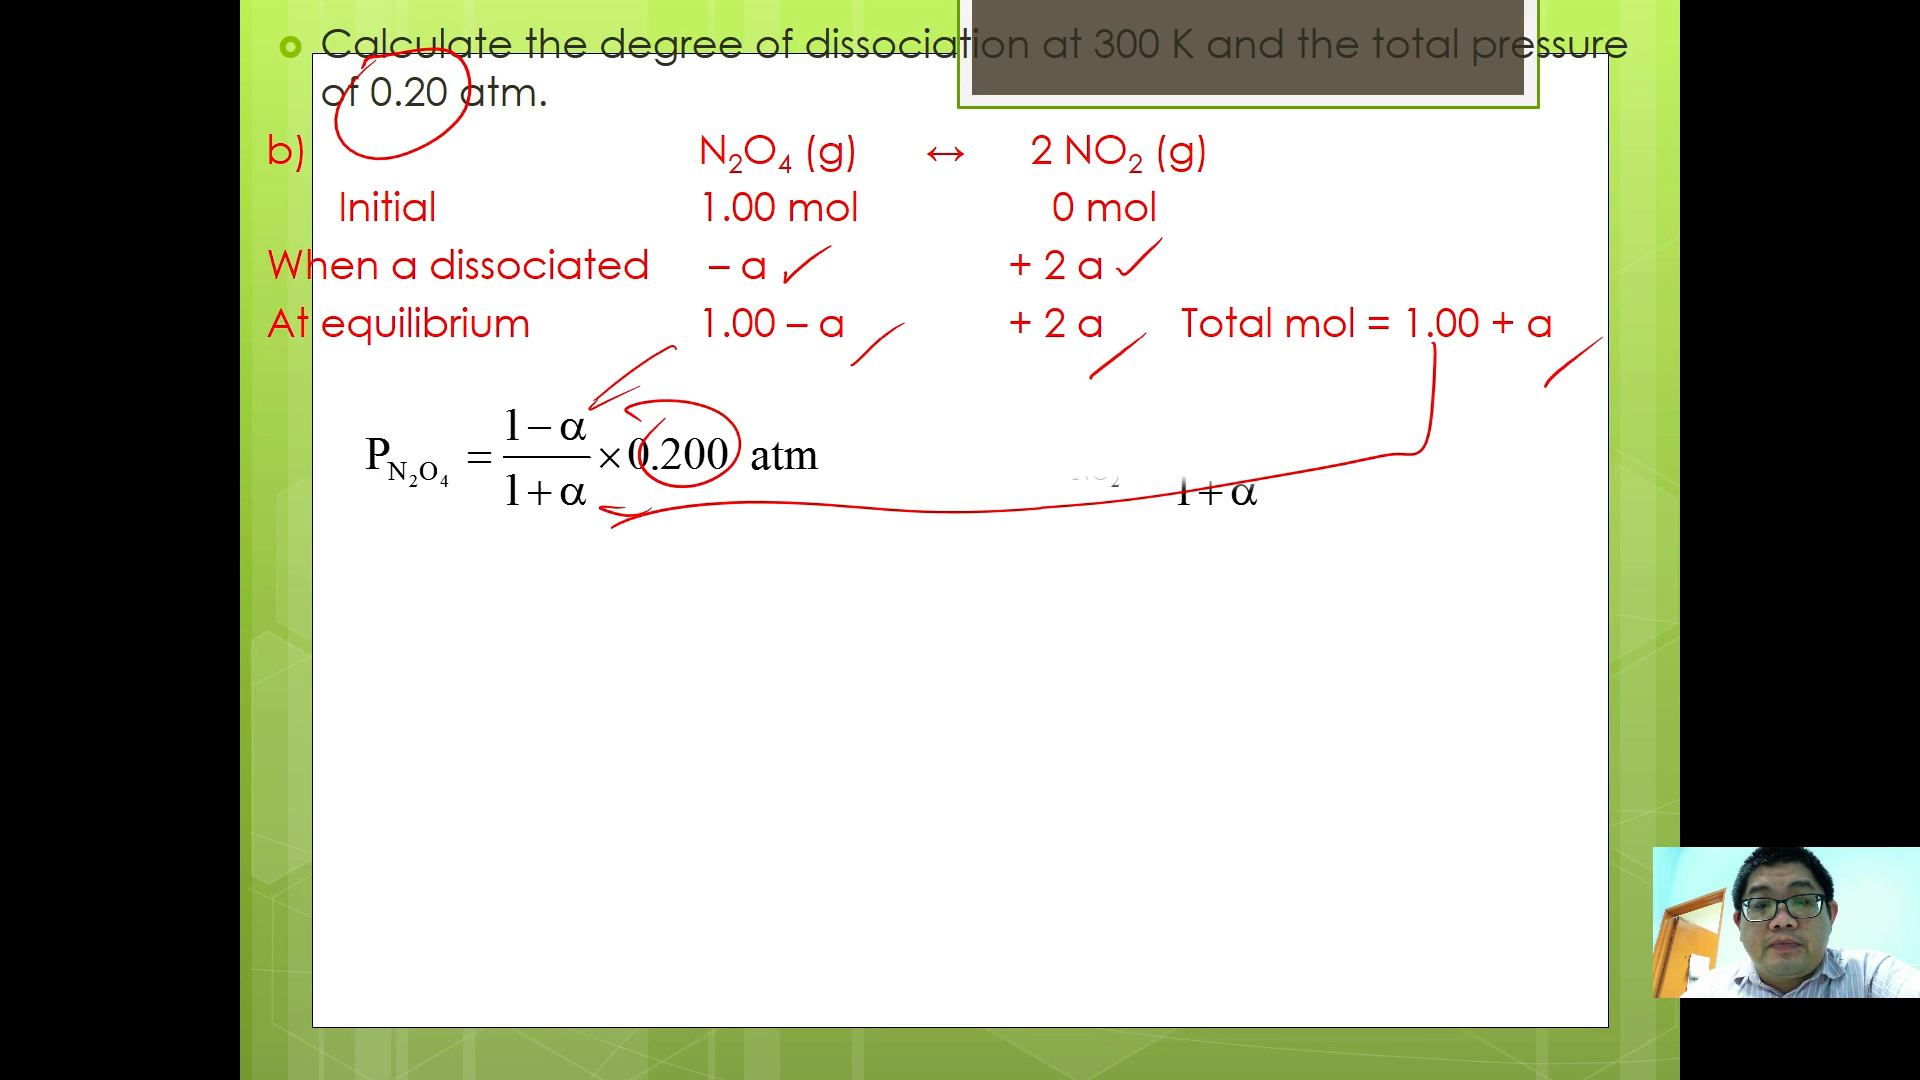 Calculate the degree of dissociation at 300 K and the total pressure
of 0.20 atm.
b) N₂O₄ (g) ↔ 2 NO₂ (g)
Initial 1.00 mol 0 mol
When a dissociated – a + 2 a
At equilibrium 1.00 – a + 2 a Total mol = 1.00 + a
P_N₂O₄ = (1−α)/(1+α) ×0.200 atm
1+α